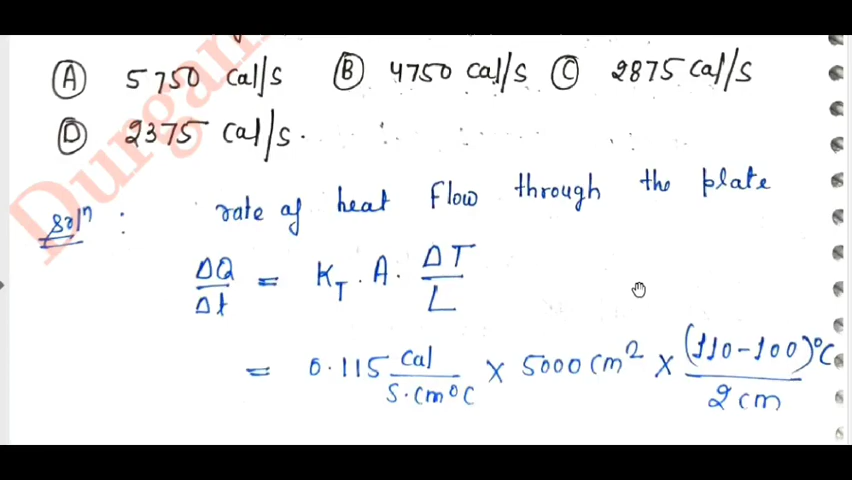 Ⓐ 5750 Cal/s Ⓑ 4750 Cal/s Ⓒ 2875 Cal/s
Ⓓ 2375 Cal/s.
Durgam
Solⁿ : rate of heat flow through the plate
ΔQ/Δt = K_T . A . ΔT/L
= 0.115 Cal/S.cm°C × 5000 cm² × (110-100)°C/2 cm